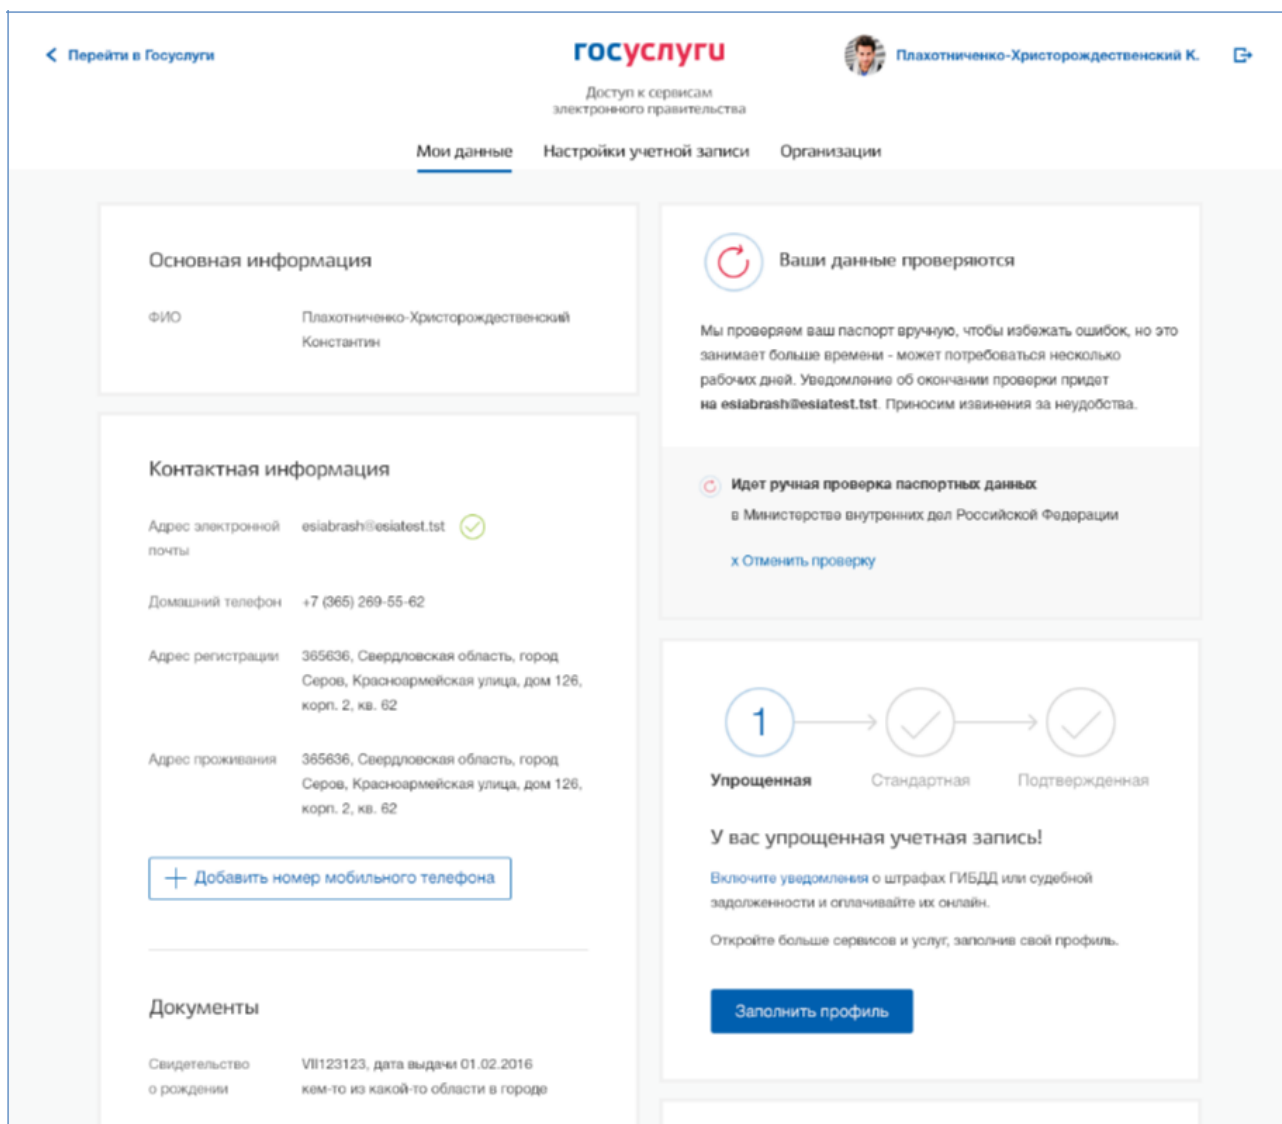 Перейти в Госуслуги
госуслуги
Плахотниченко-Христорождественский К.
Доступ к сервисам
электронного правительства
Мои данные
Настройки учетной записи
Организации
Основная информация
ФИО
Плахотниченко-Христорождественский
Константин
Контактная информация
Адрес электронной
почты
esiabrash@esiatest.tst
Домашний телефон
+7 (365) 269-55-62
Адрес регистрации
365636, Свердловская область, город
Серов, Красноармейская улица, дом 126,
корп. 2, кв. 62
Адрес проживания
365636, Свердловская область, город
Серов, Красноармейская улица, дом 126,
корп. 2, кв. 62
Добавить номер мобильного телефона
Документы
Свидетельство
о рождении
VII123123, дата выдачи 01.02.2016
кем-то из какой-то области в городе
Ваши данные проверяются
Мы проверяем ваш паспорт вручную, чтобы избежать ошибок, но это
занимает больше времени - может потребоваться несколько
рабочих дней. Уведомление об окончании проверки придет
на esiabrash@esiatest.tst. Приносим извинения за неудобства.
Идет ручная проверка паспортных данных
в Министерстве внутренних дел Российской Федерации
x Отменить проверку
1
Упрощенная
Стандартная
Подтвержденная
У вас упрощенная учетная запись!
Включите уведомления о штрафах ГИБДД или судебной
задолженности и оплачивайте их онлайн.
Откройте больше сервисов и услуг, заполнив свой профиль.
Заполнить профиль